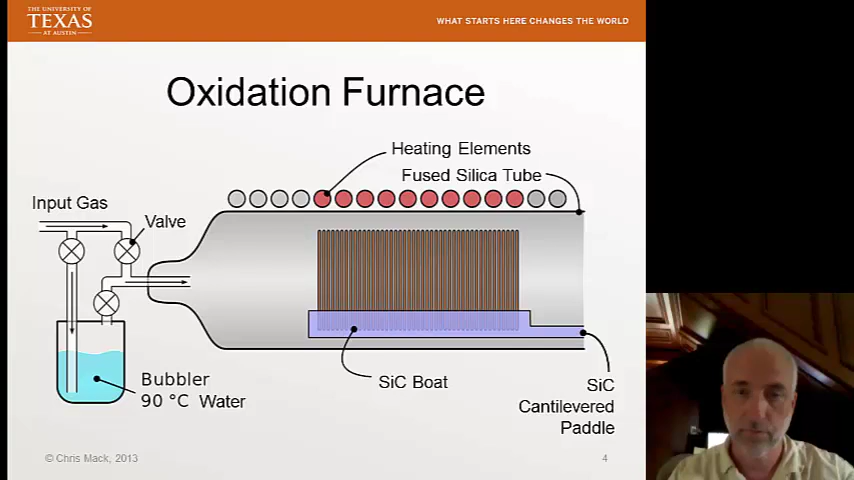 THE UNIVERSITY OF
TEXAS
AT AUSTIN
WHAT STARTS HERE CHANGES THE WORLD
Oxidation Furnace
Heating Elements
Fused Silica Tube
Input Gas
Valve
Bubbler
90 °C Water
SiC Boat
SiC
Cantilevered
Paddle
© Chris Mack, 2013
4